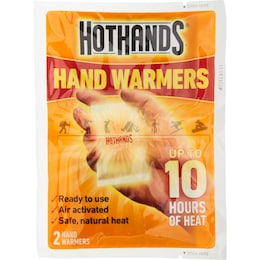 HOTHANDS®
HAND WARMERS
HOTHANDS
UP TO
10
HOURS
OF HEAT
✓Ready to use
✓Air activated
✓Safe, natural heat
2 HAND
WARMERS